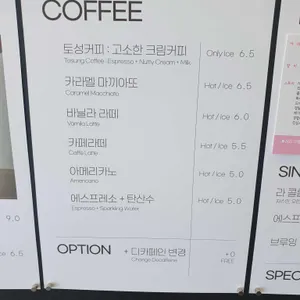 COFFEE
토성커피 : 고소한 크림커피 Only Ice 6.5
Tosung Coffee : Espresso + Nutty Cream + Milk
카라멜 마끼아또 Hot / Ice 6.5
Caramel Macchiato
바닐라 라떼 Hot / Ice 6.0
Vanilla Latte
카페라떼 Hot / Ice 5.5
Caffe Latte
아메리카노 Hot / Ice 5.0
Americano
에스프레소 + 탄산수 Hot / Ice 5.0
Espresso + Sparkling Water
OPTION + 디카페인 변경 +0
Change Decaffeine FREE
9.0
Ice 6.5
SIN
라 콜
에스프
브루잉
SPEC